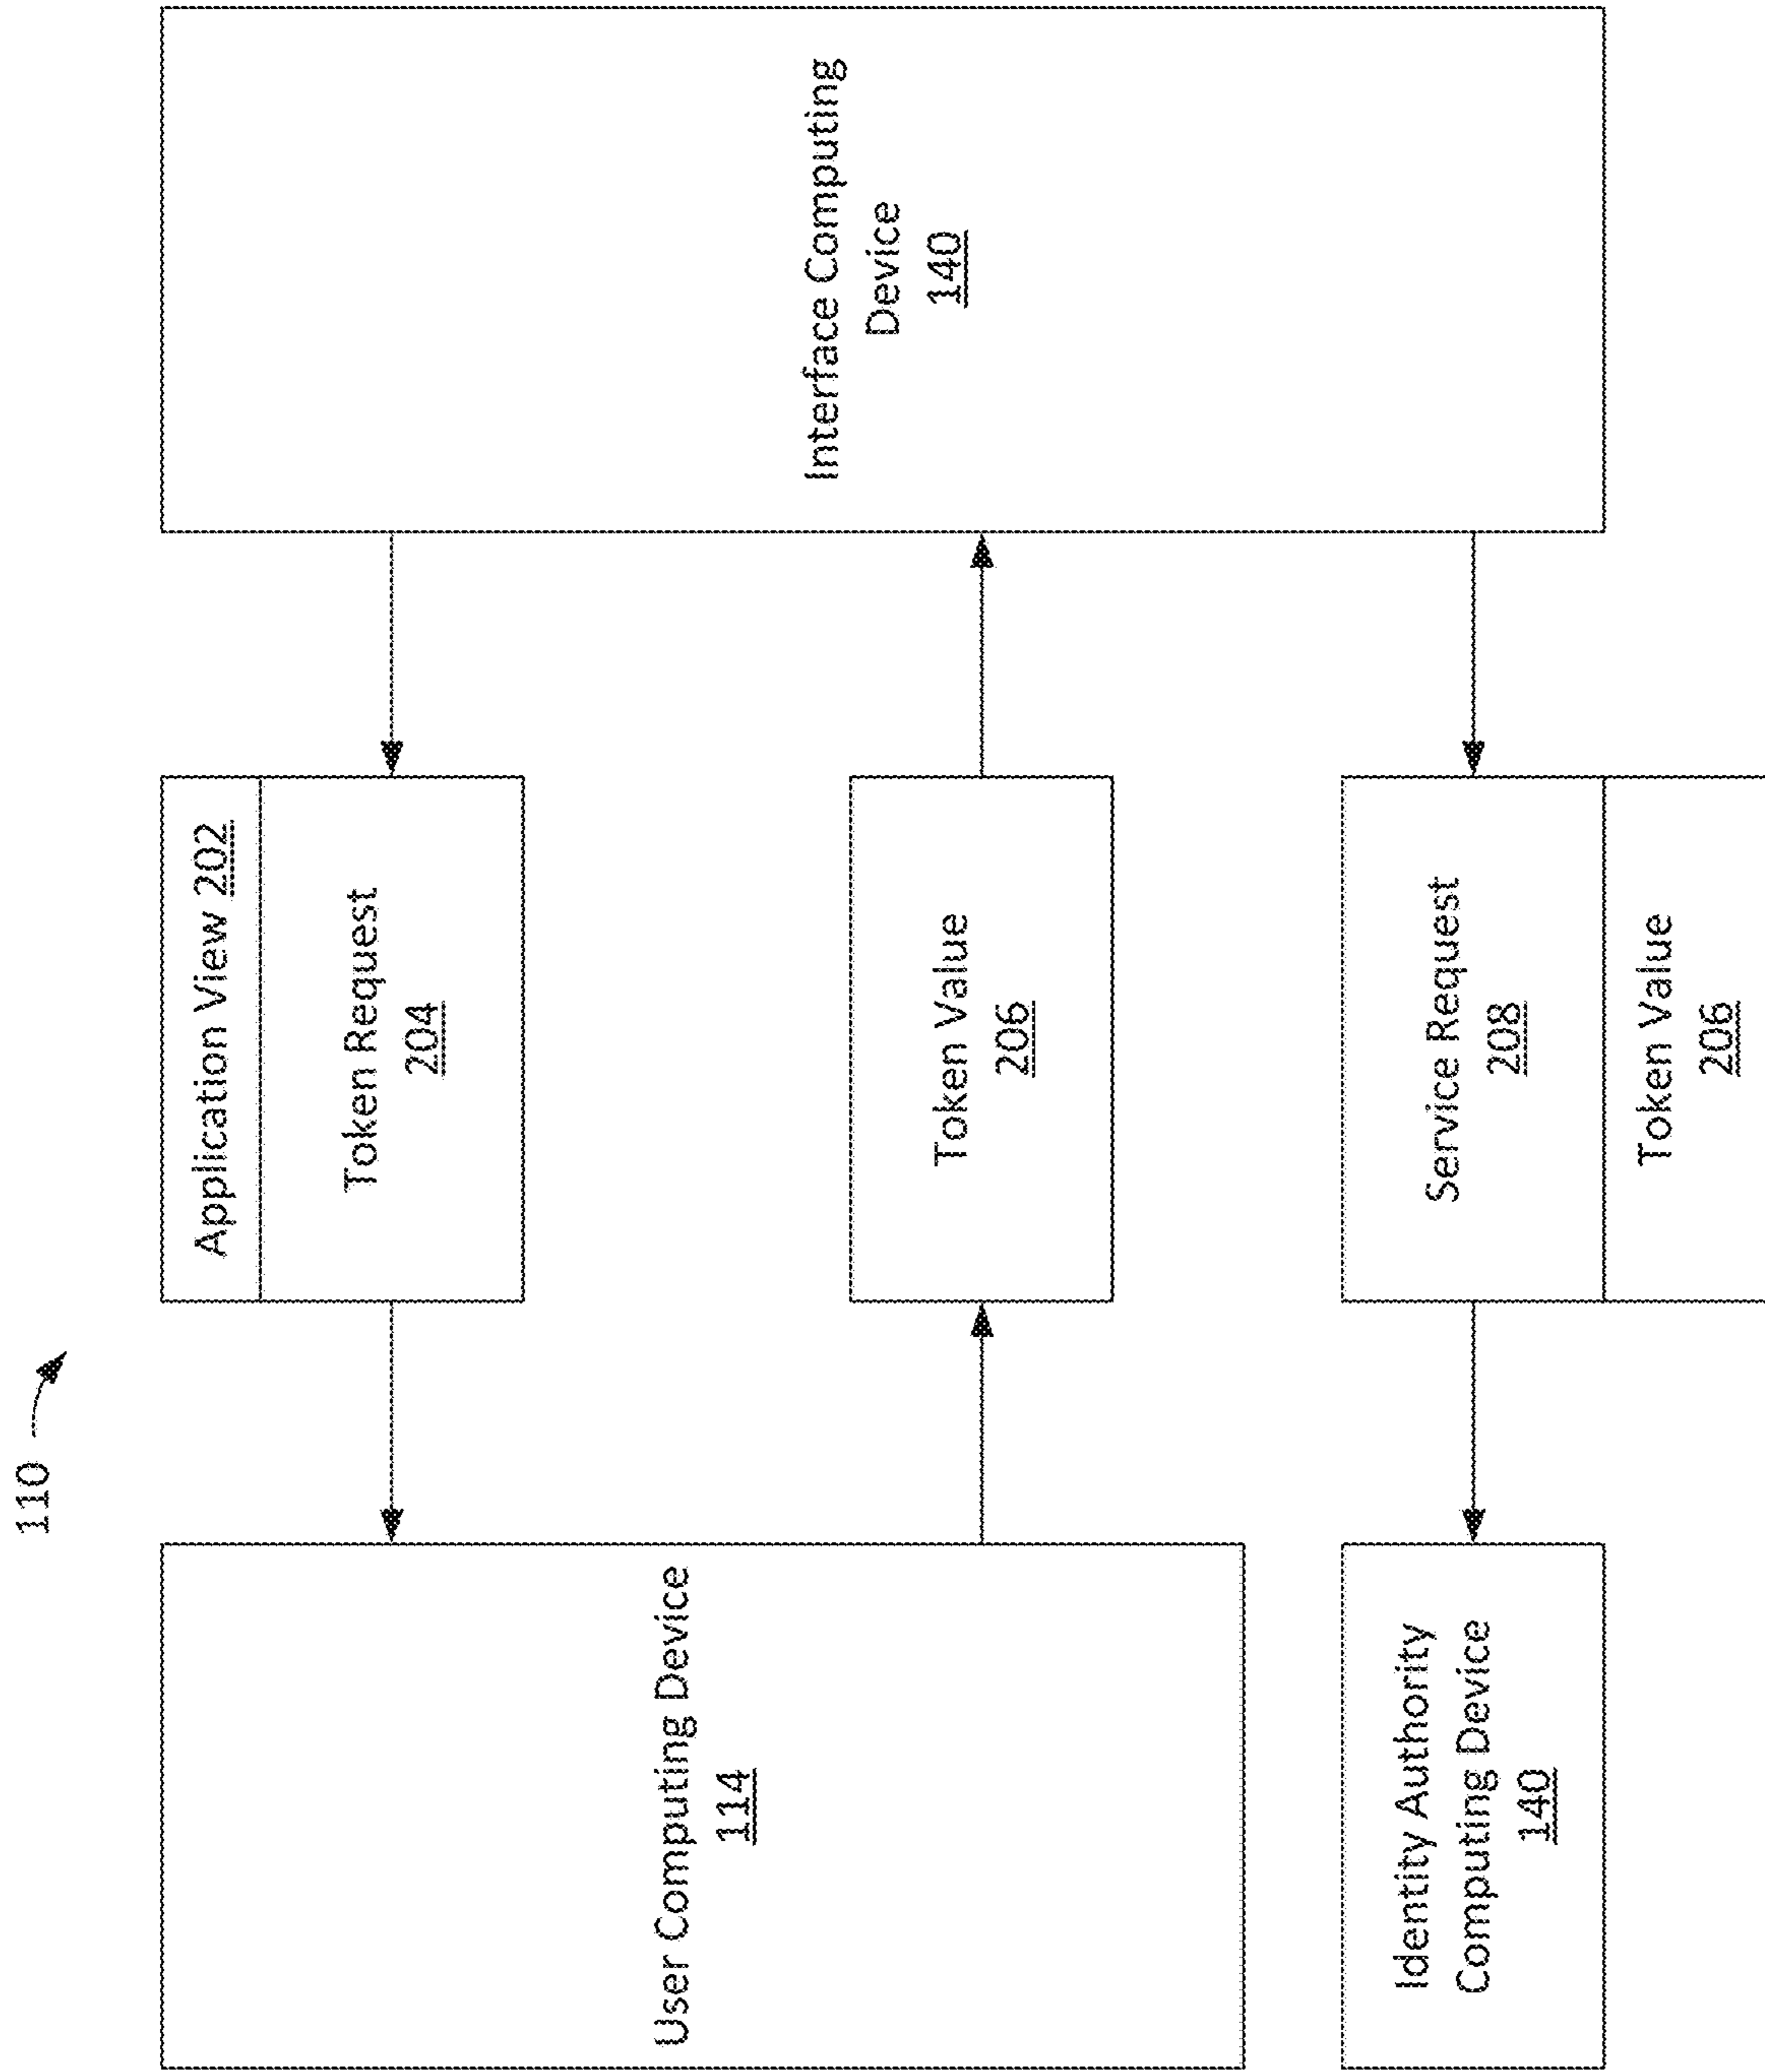 110
User Computing Device
114
Application View 202
Token Request
204
Token Value
206
Interface Computing
Device
140
Identity Authority
Computing Device
140
Service Request
208
Token Value
206